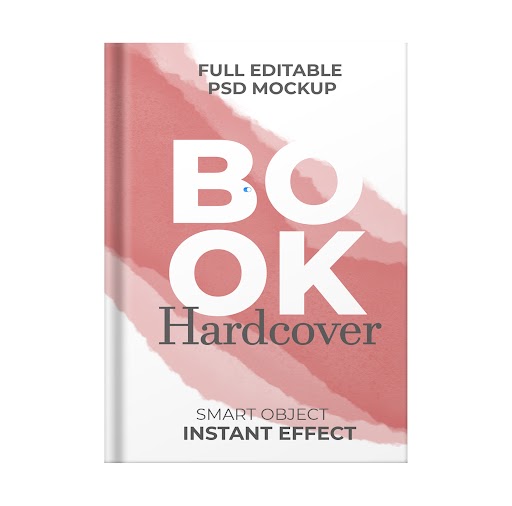 FULL EDITABLE
PSD MOCKUP
BO
OK
Hardcover
SMART OBJECT
INSTANT EFFECT